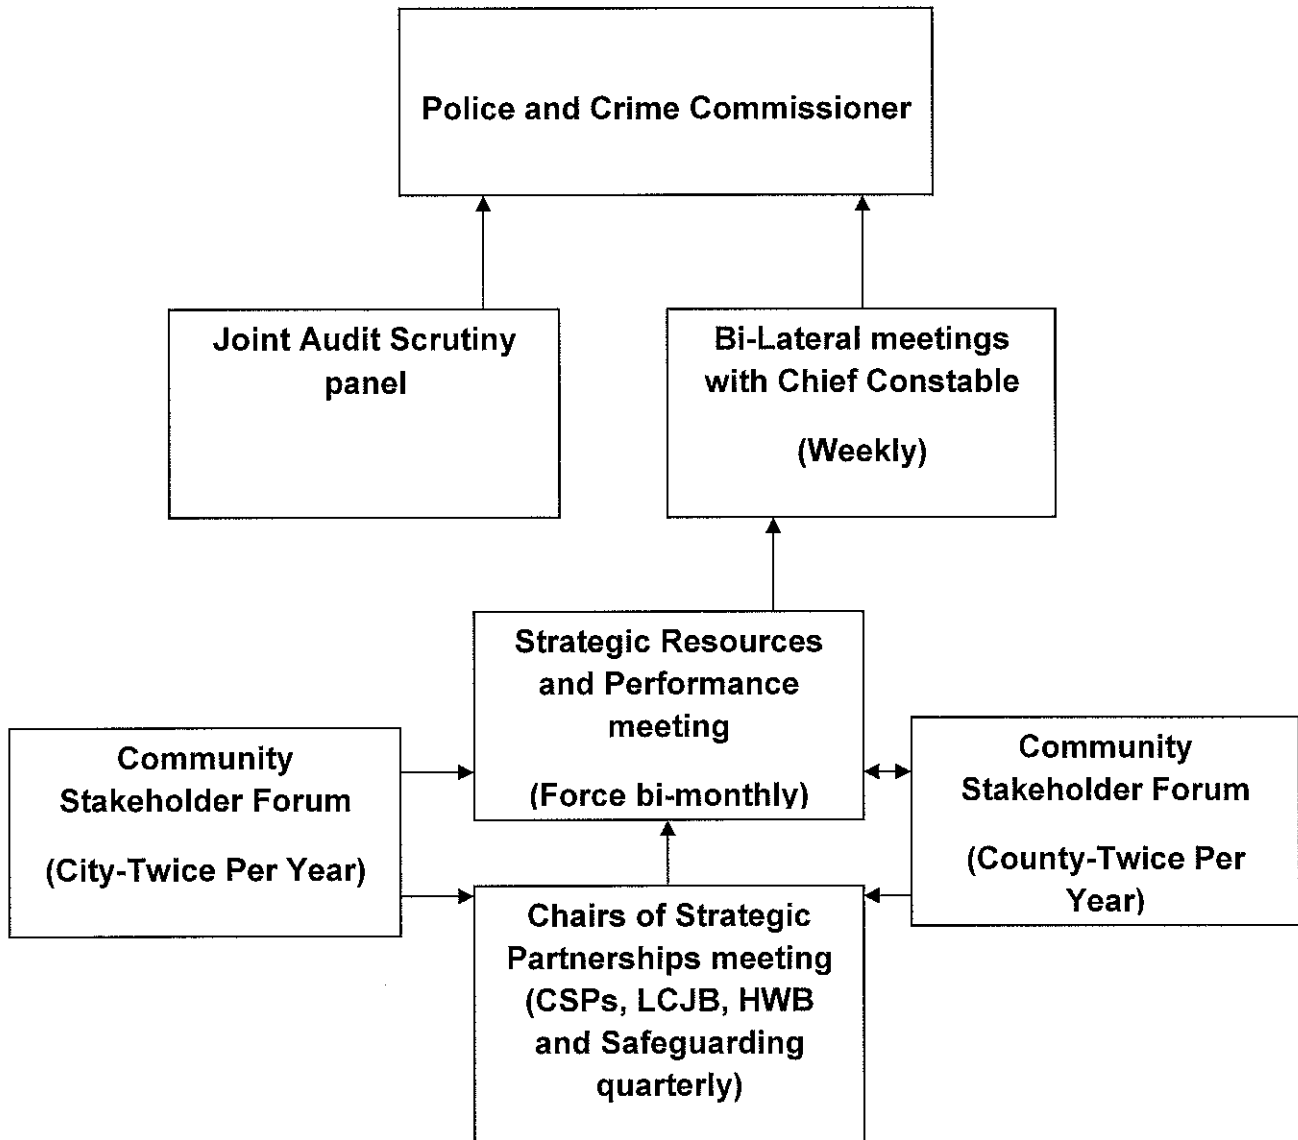 Police and Crime Commissioner
Joint Audit Scrutiny
panel
Bi-Lateral meetings
with Chief Constable
(Weekly)
Strategic Resources
and Performance
meeting
(Force bi-monthly)
Community
Stakeholder Forum
(City-Twice Per Year)
Community
Stakeholder Forum
(County-Twice Per
Year)
Chairs of Strategic
Partnerships meeting
(CSPs, LCJB, HWB
and Safeguarding
quarterly)